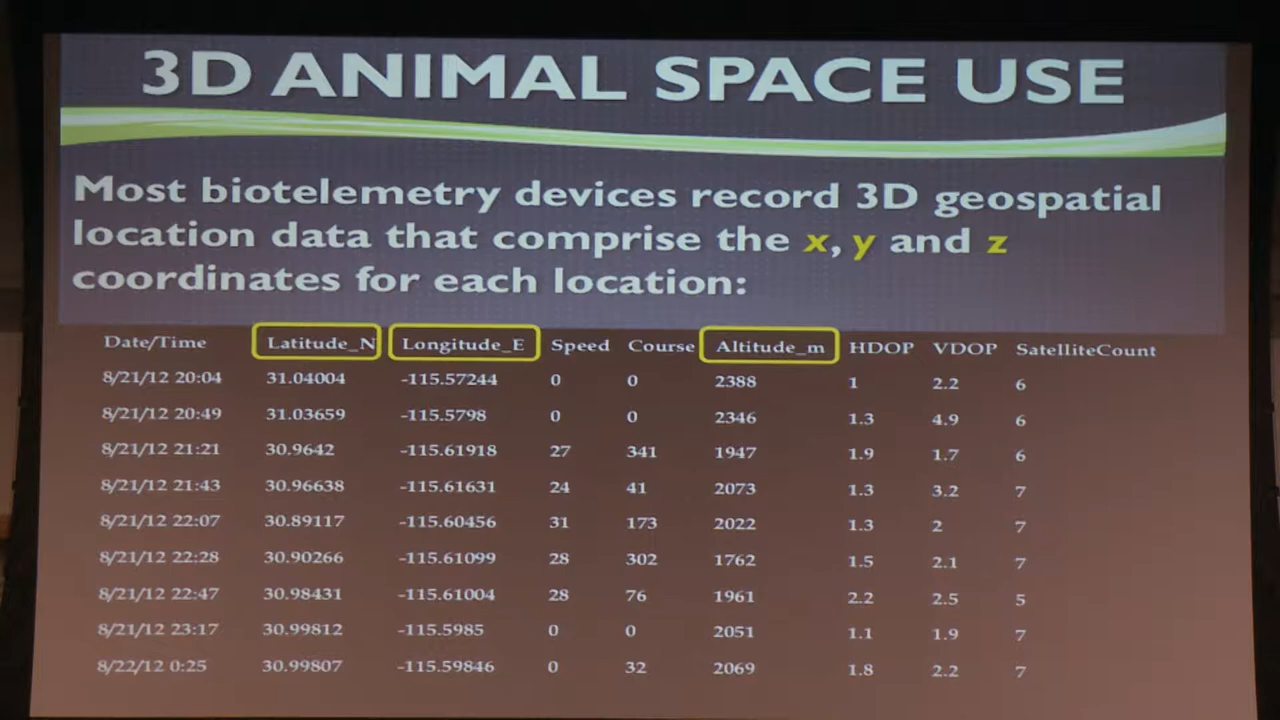 3D ANIMAL SPACE USE
Most biotelemetry devices record 3D geospatial
location data that comprise the x, y and z
coordinates for each location:
Date/Time Latitude_N Longitude_E Speed Course Altitude_m HDOP VDOP SatelliteCount
8/21/12 20:04 31.04004 -115.57244 0 0 2388 1 2.2 6
8/21/12 20:49 31.03659 -115.5798 0 0 2346 1.3 4.9 6
8/21/12 21:21 30.9642 -115.61918 27 341 1947 1.9 1.7 6
8/21/12 21:43 30.96638 -115.61631 24 41 2073 1.3 3.2 7
8/21/12 22:07 30.89117 -115.60456 31 173 2022 1.3 2 7
8/21/12 22:28 30.90266 -115.61099 28 302 1762 1.5 2.1 7
8/21/12 22:47 30.98431 -115.61004 28 76 1961 2.2 2.5 5
8/21/12 23:17 30.99812 -115.5985 0 0 2051 1.1 1.9 7
8/22/12 0:25 30.99807 -115.59846 0 32 2069 1.8 2.2 7